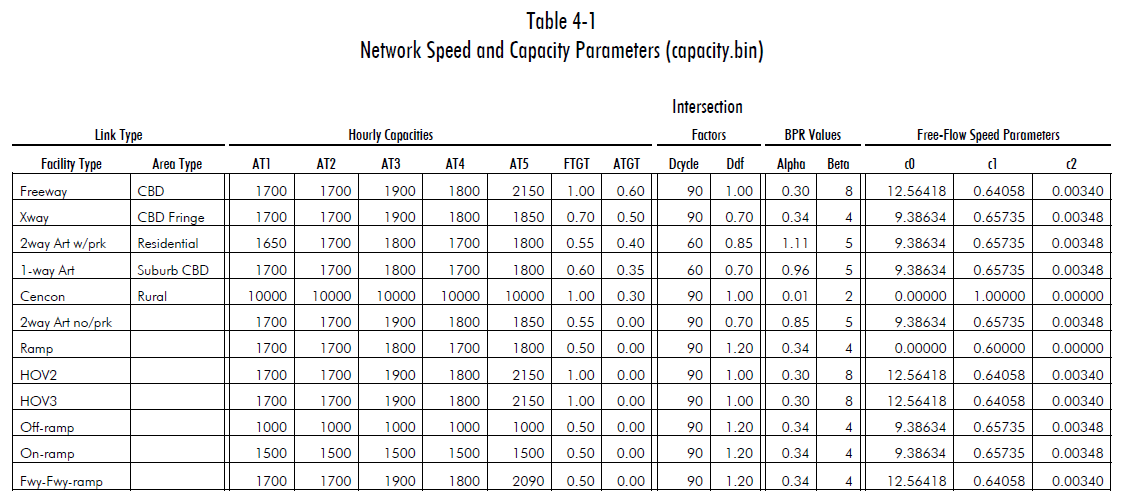 Table 4-1
Network Speed and Capacity Parameters (capacity.bin)
Intersection
Link Type Hourly Capacities Factors BPR Values Free-Flow Speed Parameters
Facility Type Area Type AT1 AT2 AT3 AT4 AT5 FTGT ATGT Dcycle Ddf Alpha Beta c0 c1 c2
Freeway CBD 1700 1700 1900 1800 2150 1.00 0.60 90 1.00 0.30 8 12.56418 0.64058 0.00340
Xway CBD Fringe 1700 1700 1900 1800 1850 0.70 0.50 90 0.70 0.34 4 9.38634 0.65735 0.00348
2way Art w/prk Residential 1650 1700 1800 1700 1800 0.55 0.40 60 0.85 1.11 5 9.38634 0.65735 0.00348
1-way Art Suburb CBD 1700 1700 1800 1700 1800 0.60 0.35 60 0.70 0.96 5 9.38634 0.65735 0.00348
Cencon Rural 10000 10000 10000 10000 10000 1.00 0.30 90 1.00 0.01 2 0.00000 1.00000 0.00000
2way Art no/prk 1700 1700 1900 1800 1850 0.55 0.00 90 0.70 0.85 5 9.38634 0.65735 0.00348
Ramp 1700 1700 1800 1700 1800 0.50 0.00 90 1.20 0.34 4 0.00000 0.60000 0.00000
HOV2 1700 1700 1900 1800 2150 1.00 0.00 90 1.00 0.30 8 12.56418 0.64058 0.00340
HOV3 1700 1700 1900 1800 2150 1.00 0.00 90 1.00 0.30 8 12.56418 0.64058 0.00340
Off-ramp 1000 1000 1000 1000 1000 0.50 0.00 90 1.20 0.34 4 9.38634 0.65735 0.00348
On-ramp 1500 1500 1500 1500 1500 0.50 0.00 90 1.20 0.34 4 9.38634 0.65735 0.00348
Fwy-Fwy-ramp 1700 1700 1900 1800 2090 0.50 0.00 90 1.20 0.34 4 12.56418 0.64058 0.00340